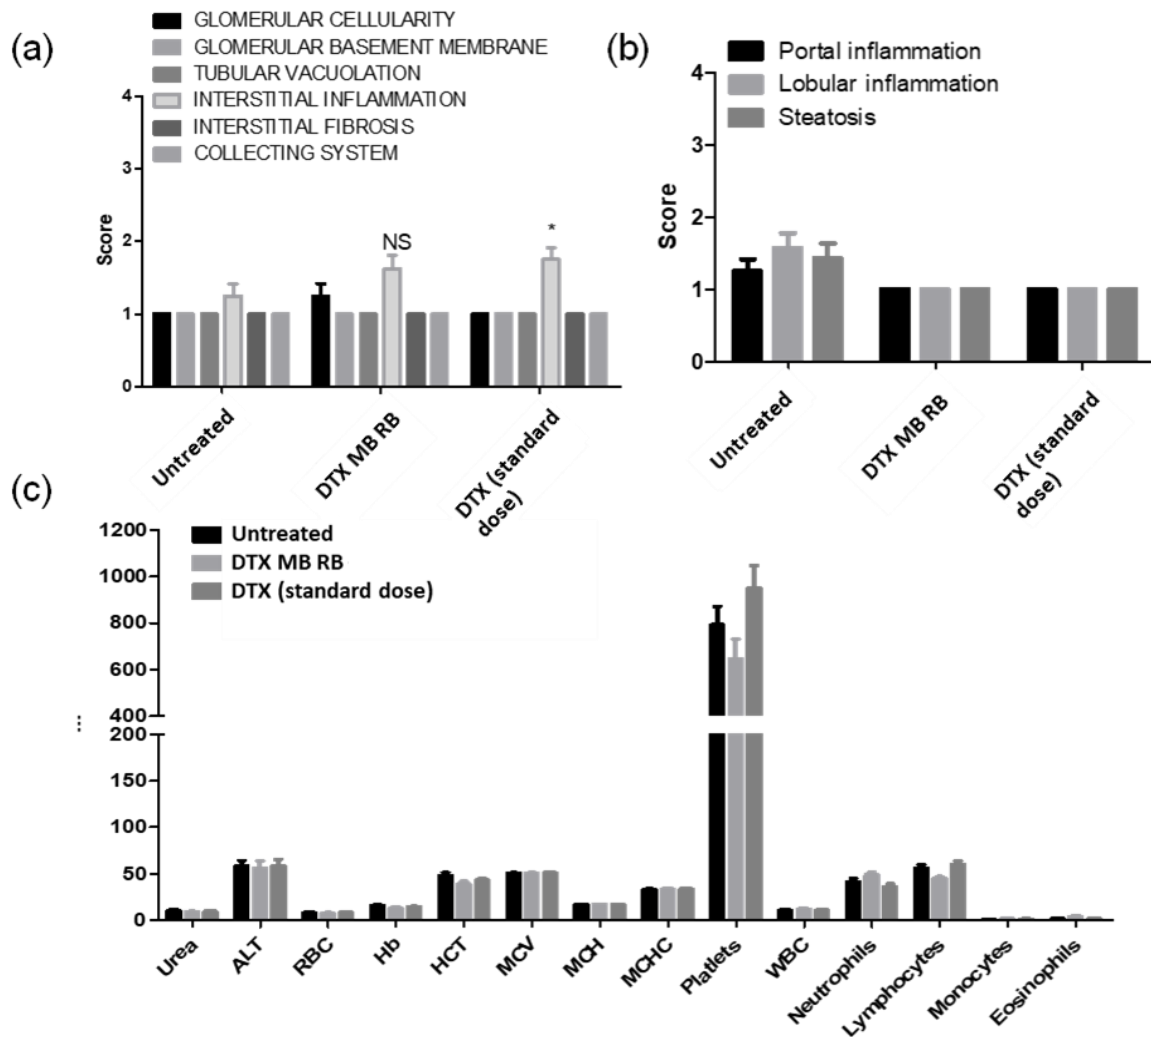 (a)
GLOMERULAR CELLULARITY
GLOMERULAR BASEMENT MEMBRANE
TUBULAR VACUOLATION
INTERSTITIAL INFLAMMATION
INTERSTITIAL FIBROSIS
COLLECTING SYSTEM
4
3
2
1
0
Score
NS
*
Untreated
DTX MB RB
DTX (standard
dose)
(b)
Portal inflammation
Lobular inflammation
Steatosis
4
3
2
1
0
Score
Untreated
DTX MB RB
DTX (standard
dose)
(c)
Untreated
DTX MB RB
DTX (standard dose)
1200
1000
800
600
400
200
150
100
50
0
...
Urea
ALT
RBC
Hb
HCT
MCV
MCH
MCHC
Platlets
WBC
Neutrophils
Lymphocytes
Monocytes
Eosinophils